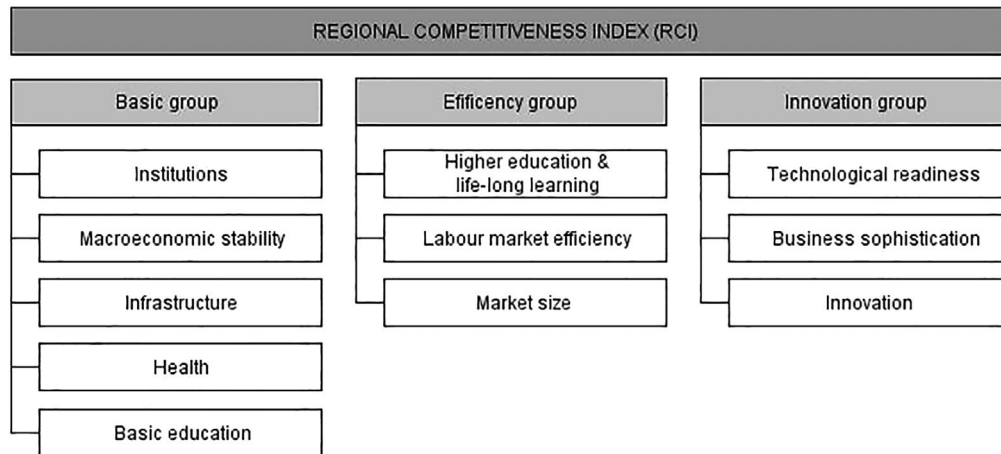 REGIONAL COMPETITIVENESS INDEX (RCI)
Basic group
Institutions
Macroeconomic stability
Infrastructure
Health
Basic education
Efificency group
Higher education &
life-long learning
Labour market efficiency
Market size
Innovation group
Technological readiness
Business sophistication
Innovation